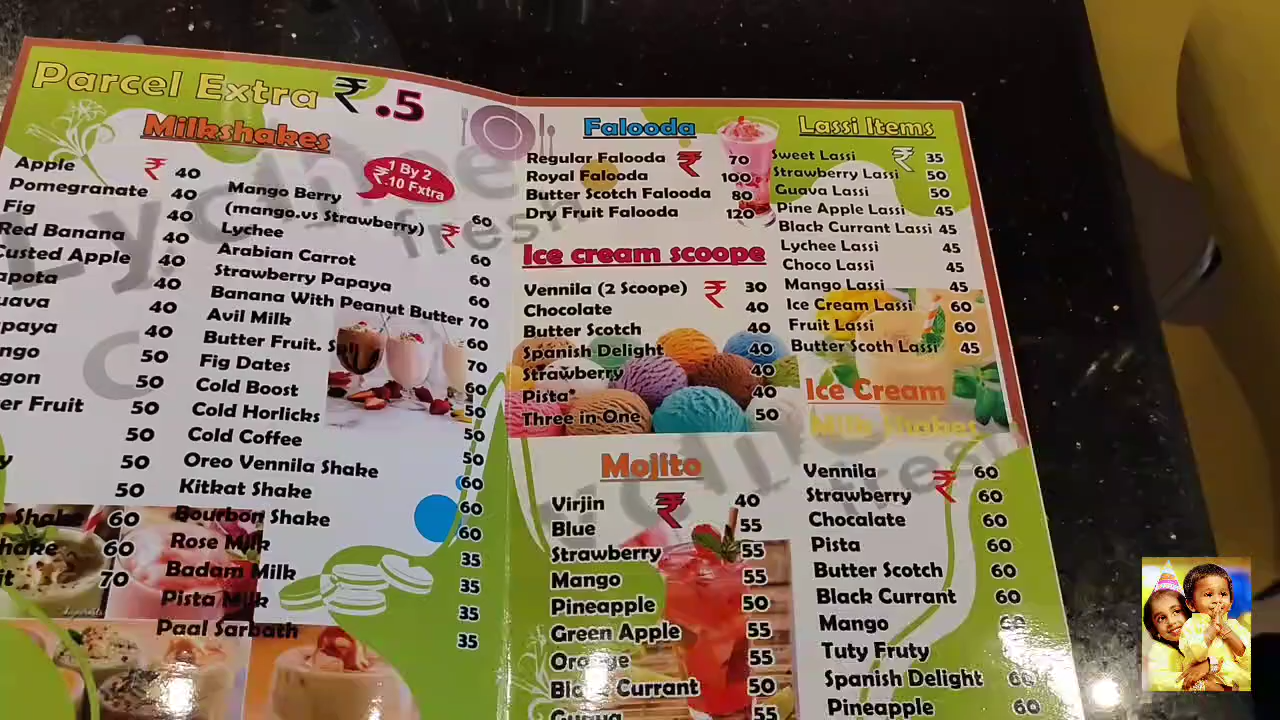 Parcel Extra ₹.5
Milkshakes
Apple ₹ 40
Pomegranate 40
Fig 40
Red Banana 40
Custed Apple 40
apota 40
uava 40
paya 40
ngo 50
gon 50
er Fruit 50
50
y 50
50
Shake 60
hake 60
it 70
1 By 2
₹.10 Extra
Mango Berry
(mango.vs Strawberry) ₹ 60
Lychee 60
Arabian Carrot 60
Strawberry Papaya 60
Banana With Peanut Butter 70
Avil Milk 60
Butter Fruit. 70
Fig Dates 50
Cold Boost 50
Cold Horlicks 50
Cold Coffee 60
Oreo Vennila Shake 60
Kitkat Shake 60
Bourbon Shake 35
Rose Milk 35
Badam Milk 35
Pista Milk 35
Paal Sarbath
Falooda
Regular Falooda ₹ 70
Royal Falooda 100
Butter Scotch Falooda 80
Dry Fruit Falooda 120
Ice cream scoope
Vennila (2 Scoope) ₹ 30
Chocolate 40
Butter Scotch 40
Spanish Delight 40
Strawberry 40
Pista 40
Three in One 50
Mojito
Virjin ₹ 40
Blue 55
Strawberry 55
Mango 55
Pineapple 50
Green Apple 55
Orange 55
Black Currant 50
Guava 55
Lassi Items
Sweet Lassi ₹ 35
Strawberry Lassi 50
Guava Lassi 50
Pine Apple Lassi 45
Black Currant Lassi 45
Lychee Lassi 45
Choco Lassi 45
Mango Lassi 45
Ice Cream Lassi 60
Fruit Lassi 60
Butter Scoth Lassi 45
Ice Cream
Milk Shakes
Vennila ₹ 60
Strawberry 60
Chocolate 60
Pista 60
Butter Scotch 60
Black Currant 60
Mango 60
Tuty Fruty
Spanish Delight 60
Pineapple 60